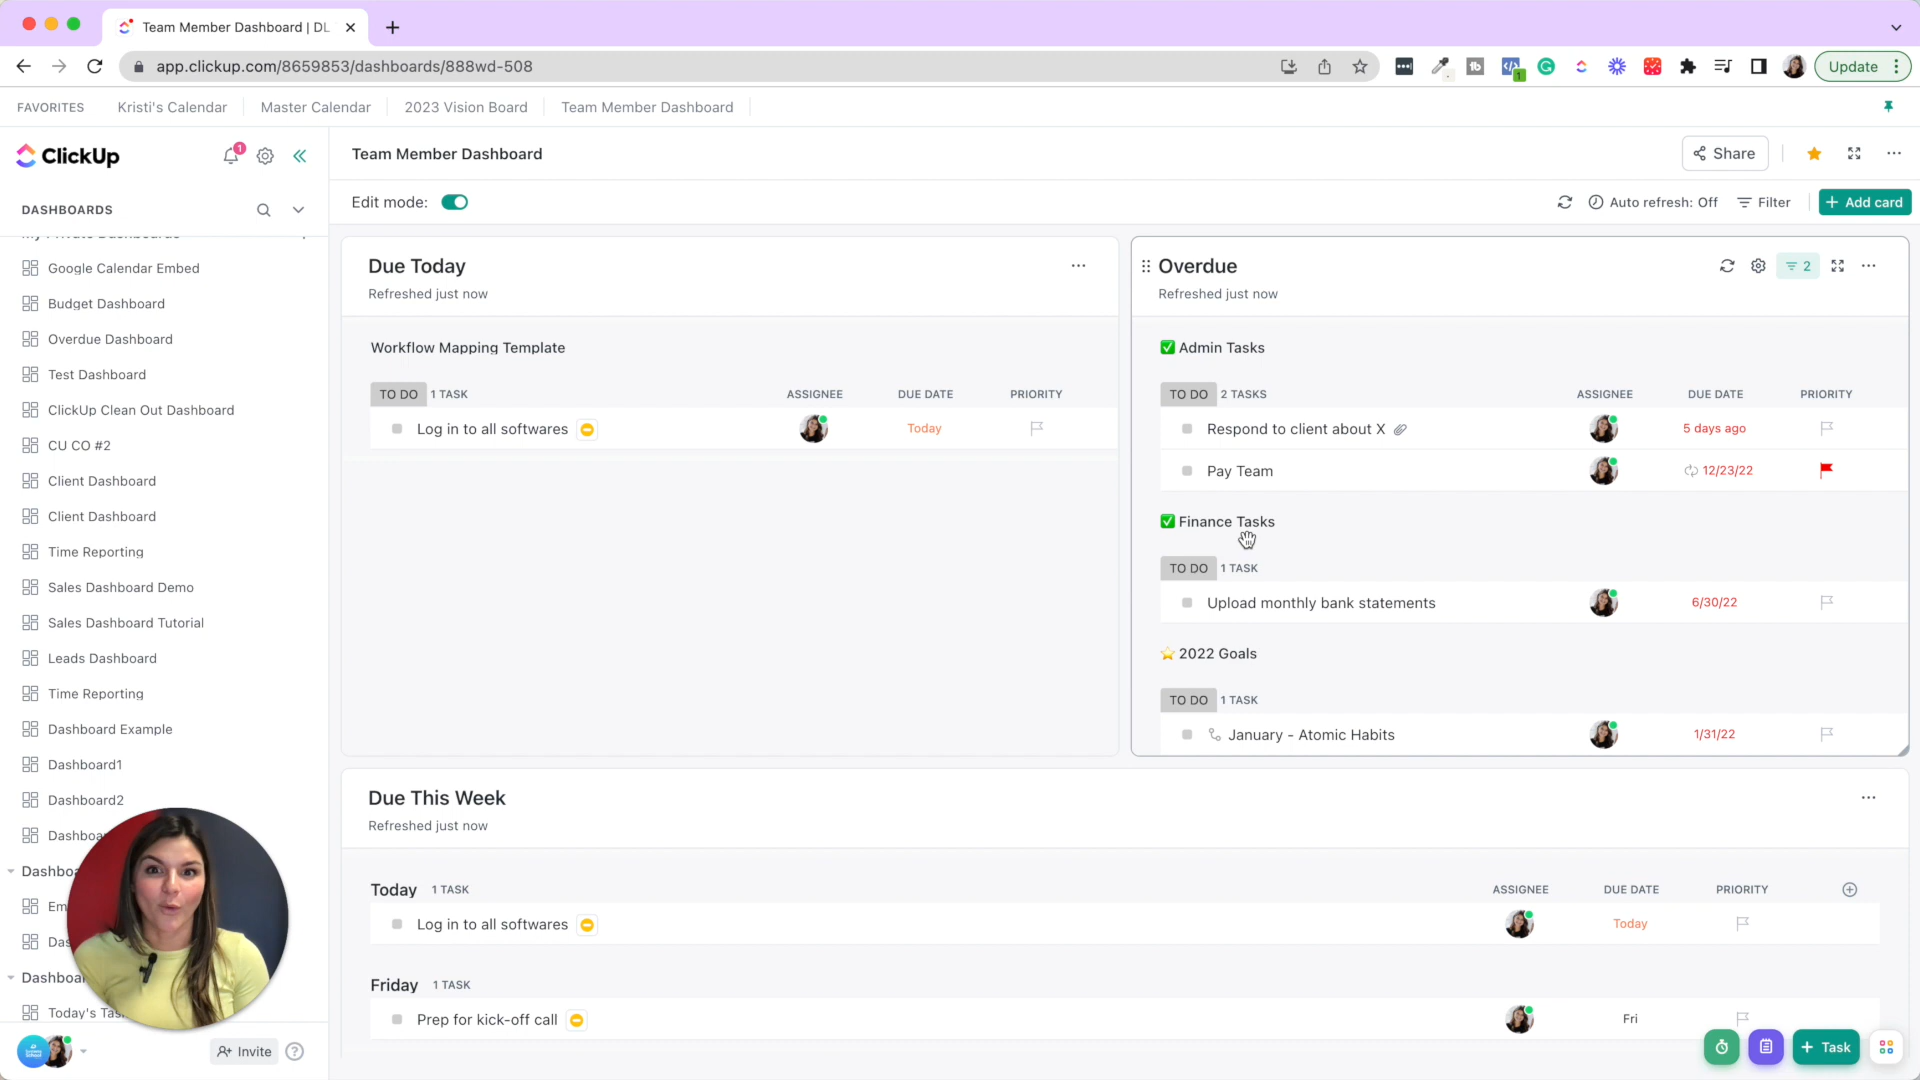 Team Member Dashboard | DL
app.clickup.com/8659853/dashboards/888wd-508
1
Update
FAVORITES
Kristi's Calendar
Master Calendar
2023 Vision Board
Team Member Dashboard
ClickUp
1
Team Member Dashboard
Share
DASHBOARDS
Edit mode:
Auto refresh: Off
Filter
Add card
My Private Dashboards
Google Calendar Embed
Budget Dashboard
Overdue Dashboard
Test Dashboard
ClickUp Clean Out Dashboard
CU CO #2
Client Dashboard
Client Dashboard
Time Reporting
Sales Dashboard Demo
Sales Dashboard Tutorial
Leads Dashboard
Time Reporting
Dashboard Example
Dashboard1
Dashboard2
Dashboa
Dashboa
Em
Das
Dashboa
Today's Tas
Invite
?
Due Today
Refreshed just now
Workflow Mapping Template
TO DO 1 TASK ASSIGNEE DUE DATE PRIORITY
Log in to all softwares Today
Overdue
2
Refreshed just now
Admin Tasks
TO DO 2 TASKS ASSIGNEE DUE DATE PRIORITY
Respond to client about X 5 days ago
Pay Team 12/23/22
Finance Tasks
TO DO 1 TASK
Upload monthly bank statements 6/30/22
2022 Goals
TO DO 1 TASK
January - Atomic Habits 1/31/22
Due This Week
Refreshed just now
Today 1 TASK ASSIGNEE DUE DATE PRIORITY
Log in to all softwares Today
Friday 1 TASK
Prep for kick-off call Fri
Task